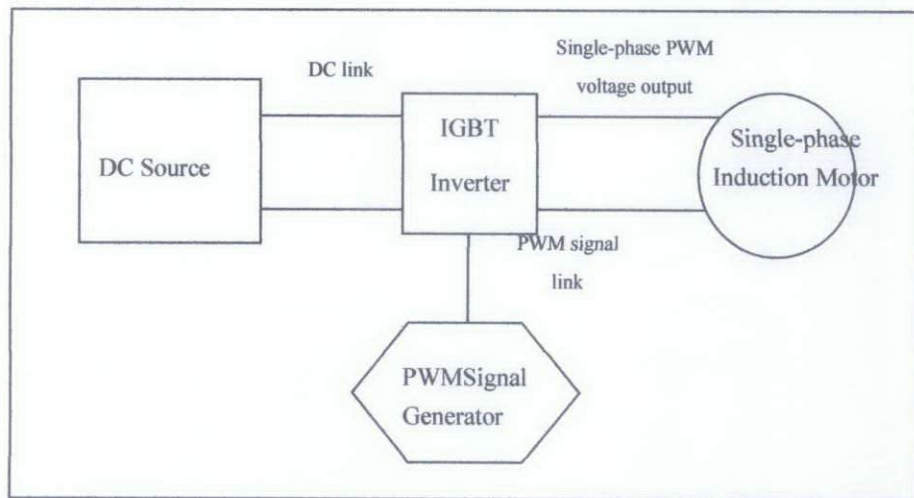 Single-phase PWM
voltage output
DC link
IGBT
Inverter
DC Source
Single-phase
Induction Motor
PWM signal
link
PWMSignal
Generator